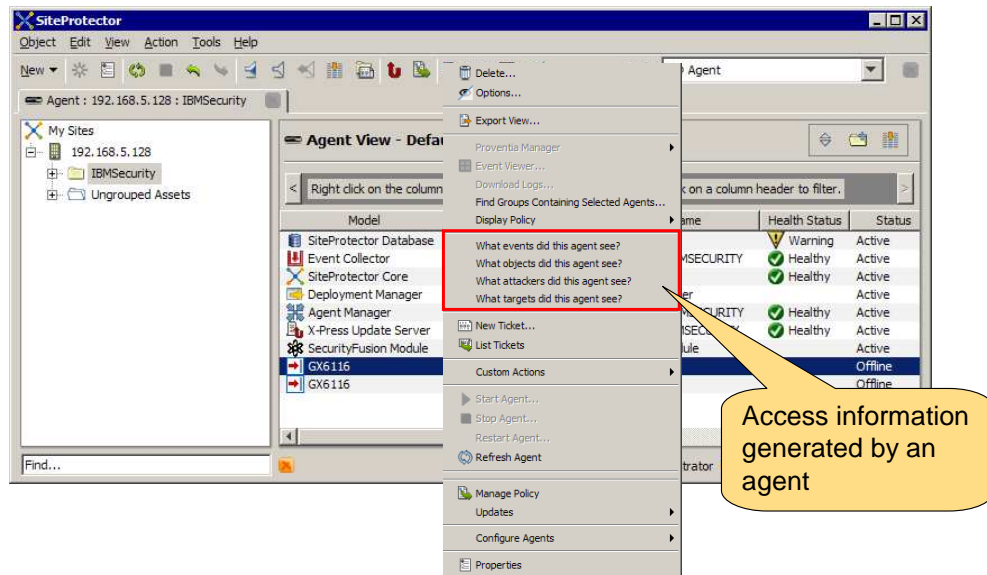 SiteProtector
Object Edit View Action Tools Help
New
Agent
Agent : 192.168.5.128 : IBMSecurity
My Sites
192.168.5.128
IBMSecurity
Ungrouped Assets
Find...
Agent View - Defau
< Right click on the column
k on a column header to filter. >
Model
ame Health Status Status
SiteProtector Database Warning Active
Event Collector MSECURITY Healthy Active
SiteProtector Core Healthy Active
Deployment Manager er Active
Agent Manager MSECURITY Healthy Active
X-Press Update Server Healthy Active
SecurityFusion Module dule Active
GX6116 Offline
GX6116 Offline
trator
Delete...
Options...
Export View...
Proventia Manager
Event Viewer...
Download Logs...
Find Groups Containing Selected Agents...
Display Policy
What events did this agent see?
What objects did this agent see?
What attackers did this agent see?
What targets did this agent see?
New Ticket...
List Tickets
Custom Actions
Start Agent...
Stop Agent...
Restart Agent...
Refresh Agent
Manage Policy
Updates
Configure Agents
Properties
Access information
generated by an
agent